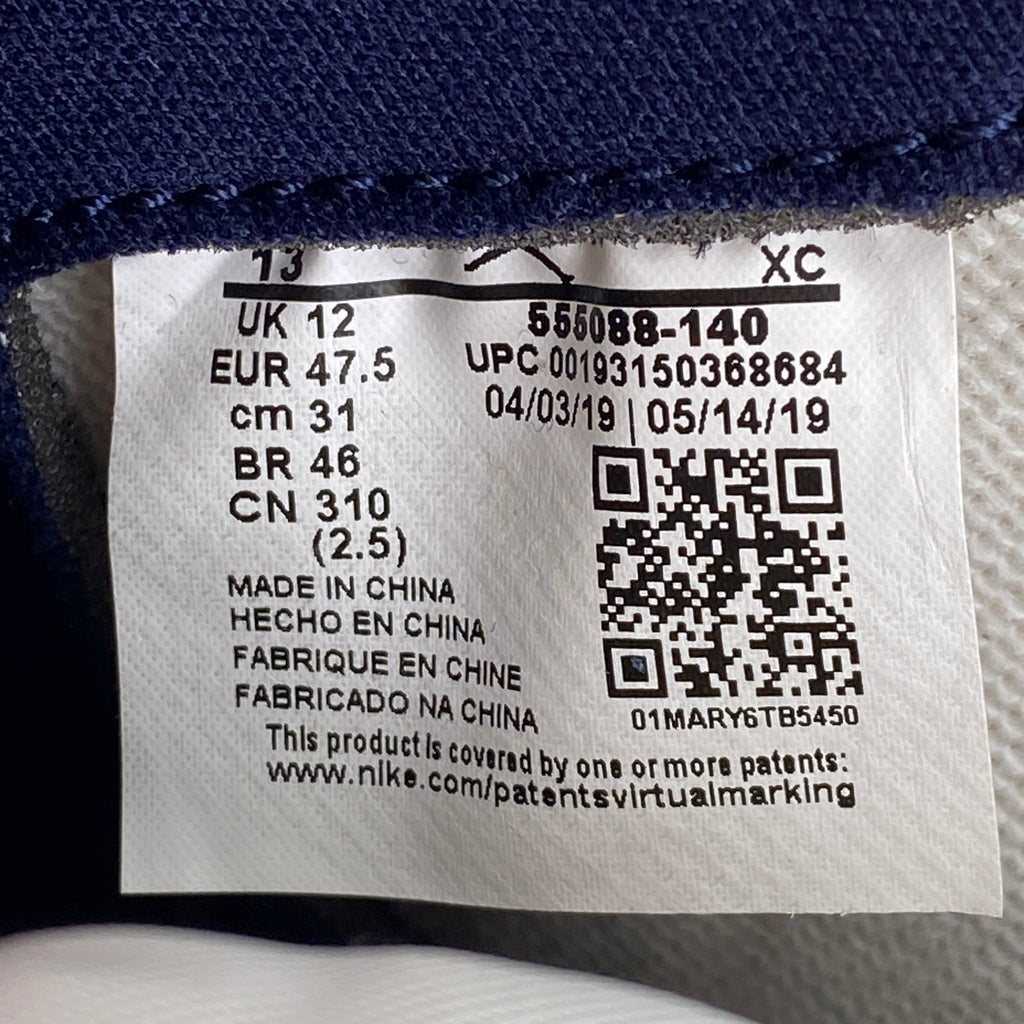 13 XC
UK 12
EUR 47.5
cm 31
BR 46
CN 310
(2.5)
555088-140
UPC 00193150368684
04/03/19 | 05/14/19
01MARY6TB5450
MADE IN CHINA
HECHO EN CHINA
FABRIQUE EN CHINE
FABRICADO NA CHINA
This product is covered by one or more patents:
www.nike.com/patentsvirtualmarking